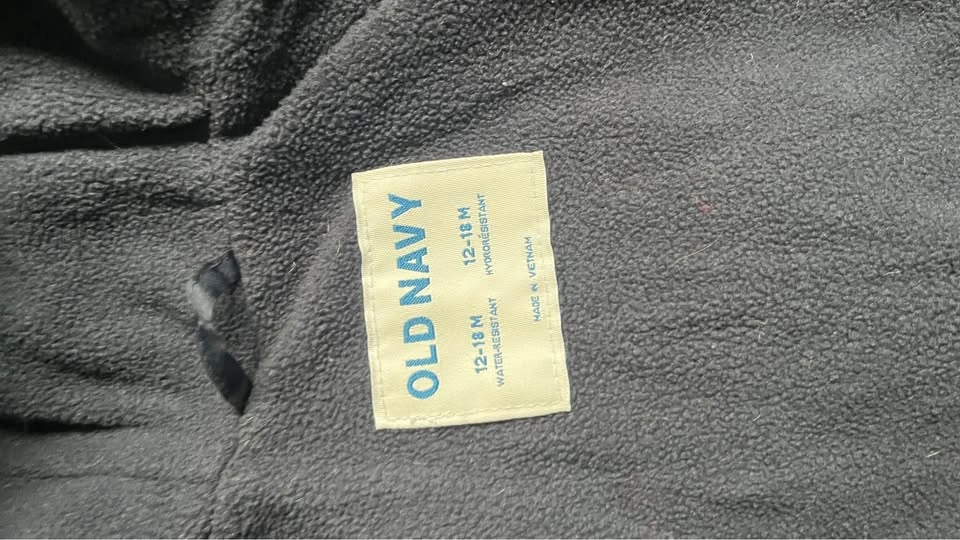 OLD NAVY
12-18 M 12-18 M
WATER-RESISTANT HYDRORÉSISTANT
MADE IN VIETNAM